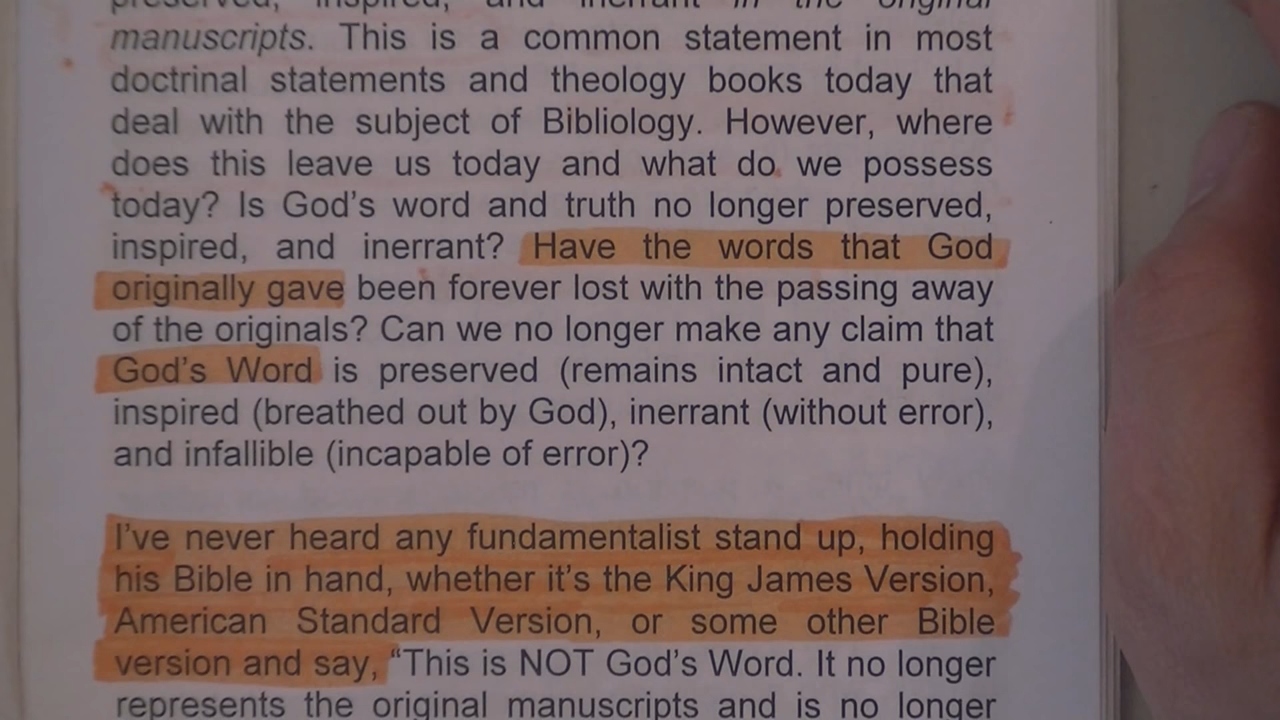 preserved, inspired, and inerrant in the original
manuscripts. This is a common statement in most
doctrinal statements and theology books today that
deal with the subject of Bibliology. However, where
does this leave us today and what do we possess
today? Is God's word and truth no longer preserved,
inspired, and inerrant? Have the words that God
originally gave been forever lost with the passing away
of the originals? Can we no longer make any claim that
God's Word is preserved (remains intact and pure),
inspired (breathed out by God), inerrant (without error),
and infallible (incapable of error)?
I've never heard any fundamentalist stand up, holding
his Bible in hand, whether it's the King James Version,
American Standard Version, or some other Bible
version and say, “This is NOT God's Word. It no longer
represents the original manuscripts and is no longer